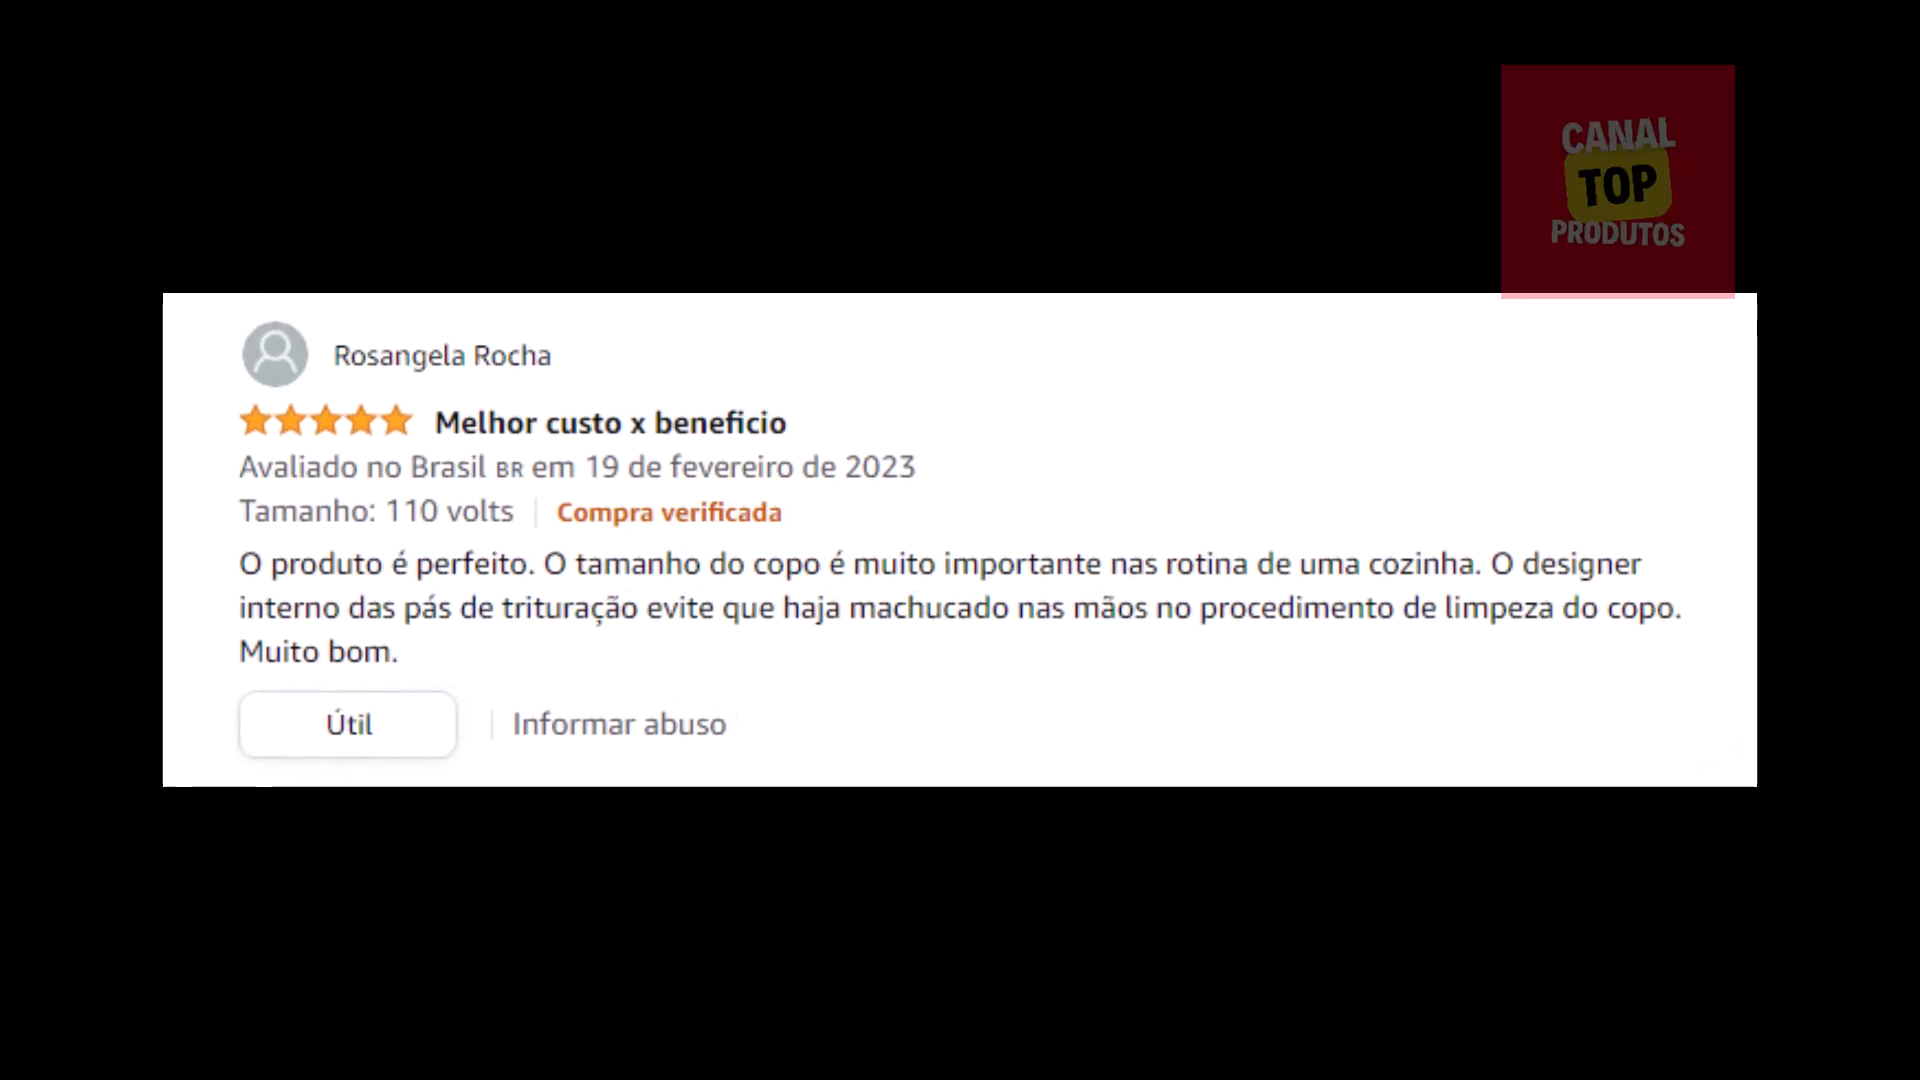 CANAL
TOP
PRODUTOS
Rosangela Rocha
Melhor custo x beneficio
Avaliado no Brasil BR em 19 de fevereiro de 2023
Tamanho: 110 volts | Compra verificada
O produto é perfeito. O tamanho do copo é muito importante nas rotina de uma cozinha. O designer
interno das pás de trituração evite que haja machucado nas mãos no procedimento de limpeza do copo.
Muito bom.
Útil | Informar abuso